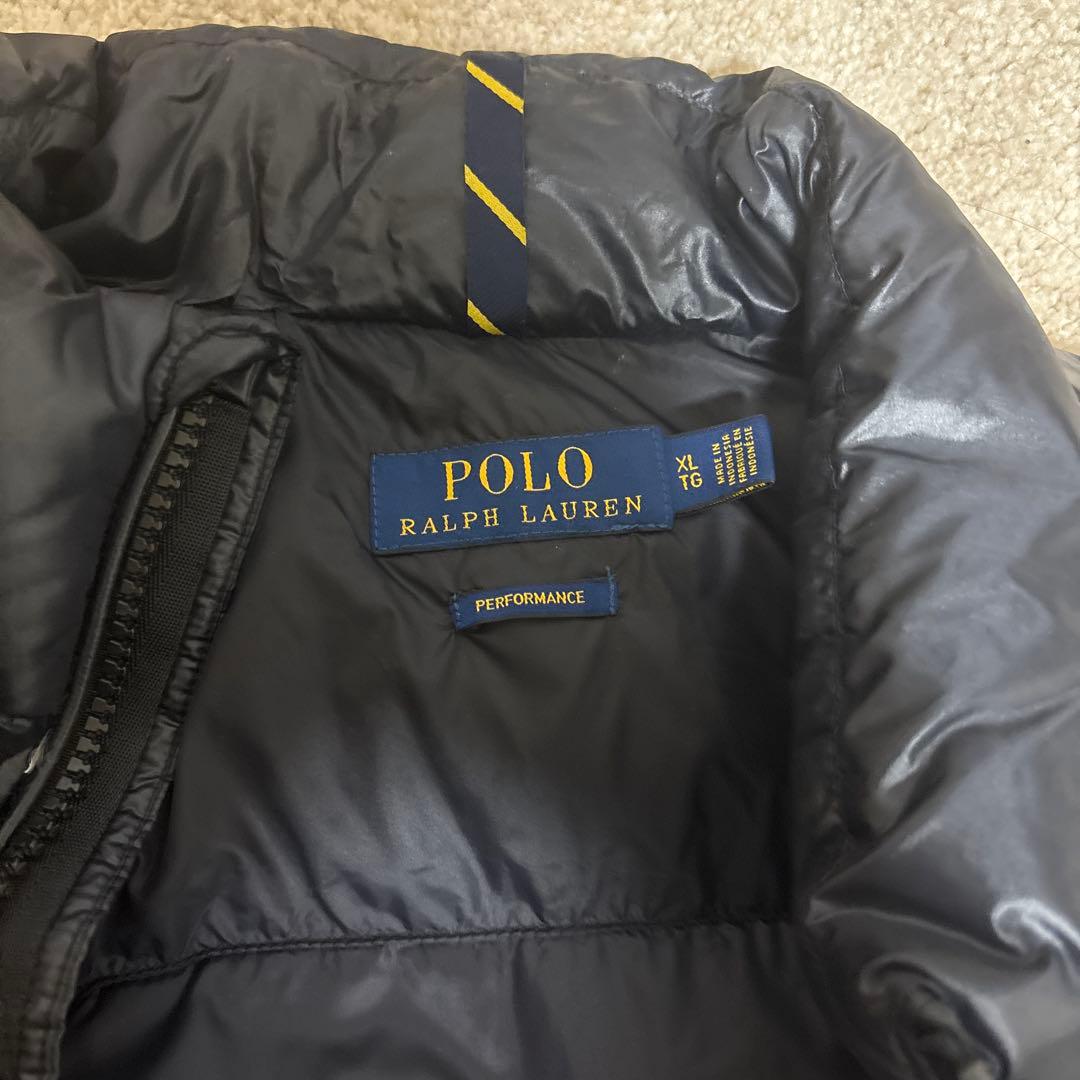 POLO
RALPH LAUREN
XL
TG
MADE IN
INDONESIA
FABRIQUÉ EN
INDONÉSIE
PERFORMANCE